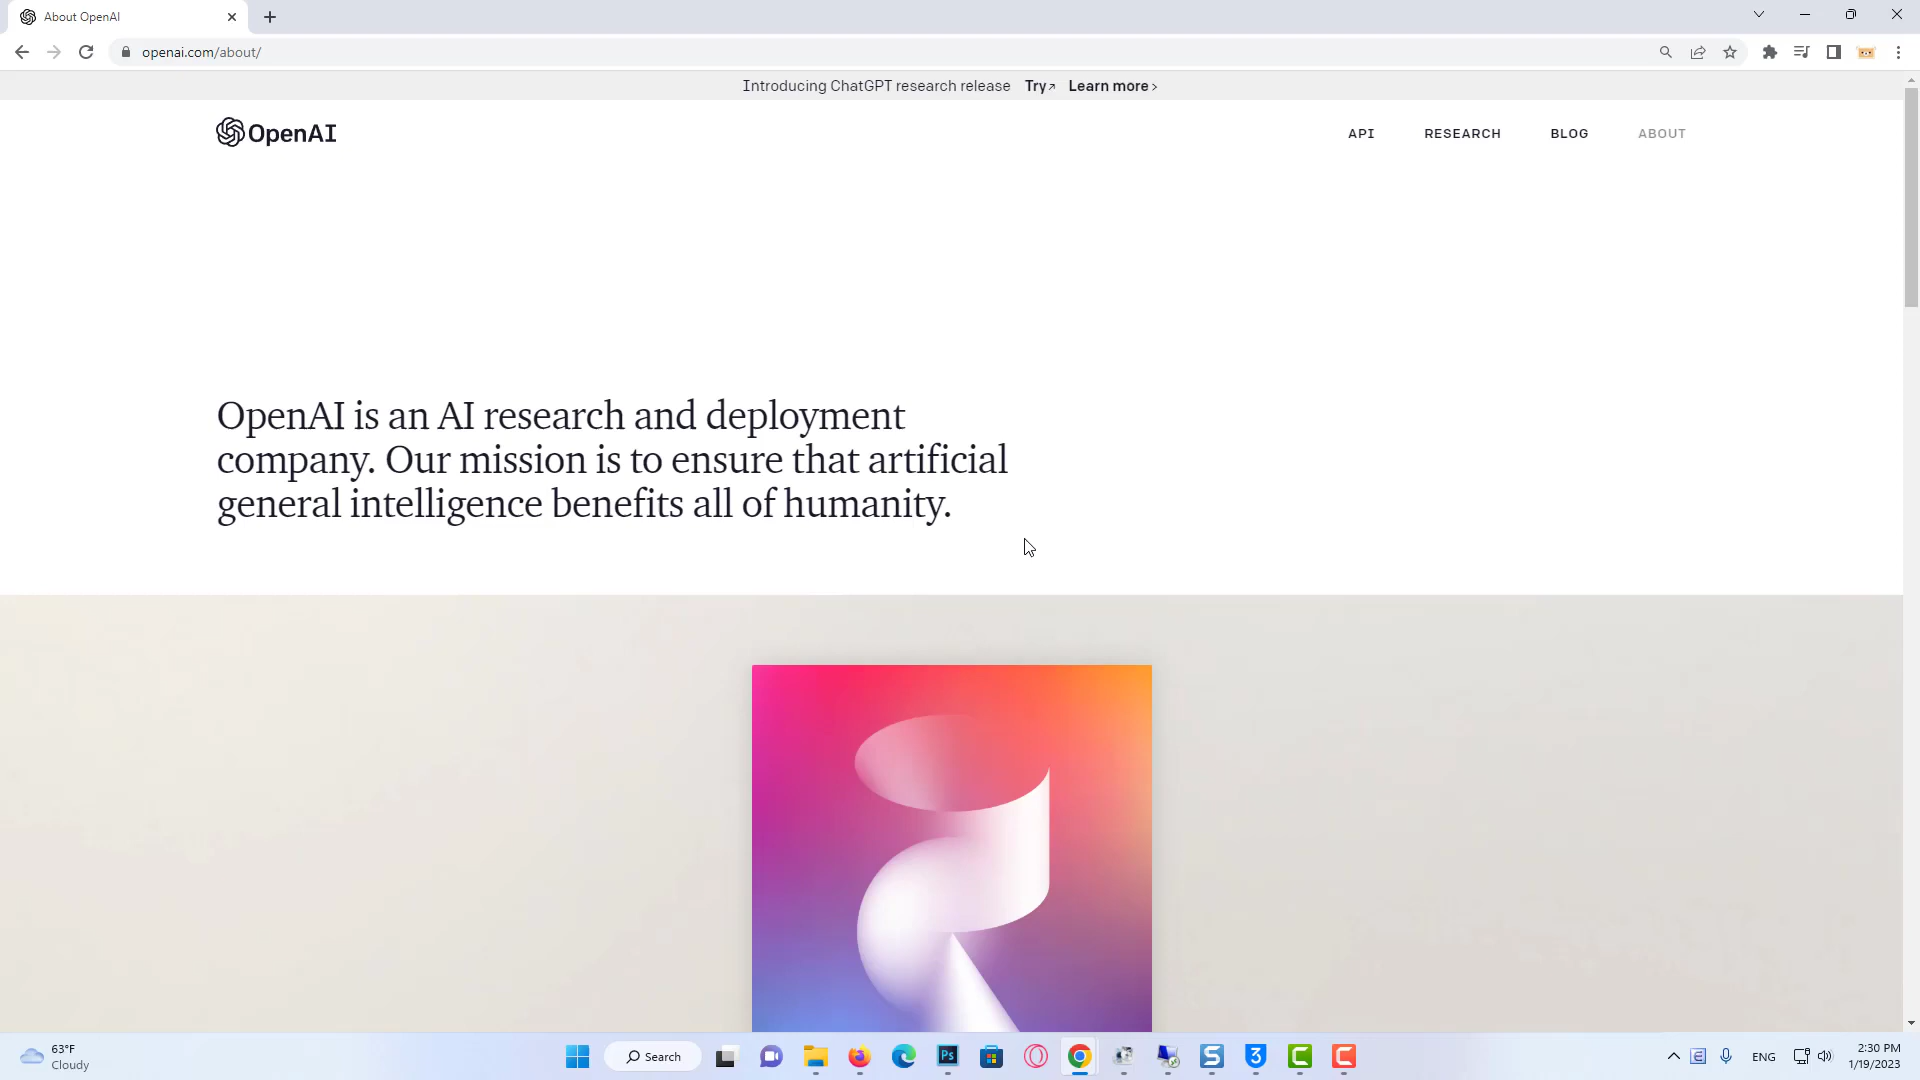 About OpenAI
openai.com/about/
Introducing ChatGPT research release Try↗ Learn more ›
OpenAI
API RESEARCH BLOG ABOUT
OpenAI is an AI research and deployment
company. Our mission is to ensure that artificial
general intelligence benefits all of humanity.
63°F
Cloudy
Search
Ps
S
3
C
C
E
ENG
2:30 PM
1/19/2023